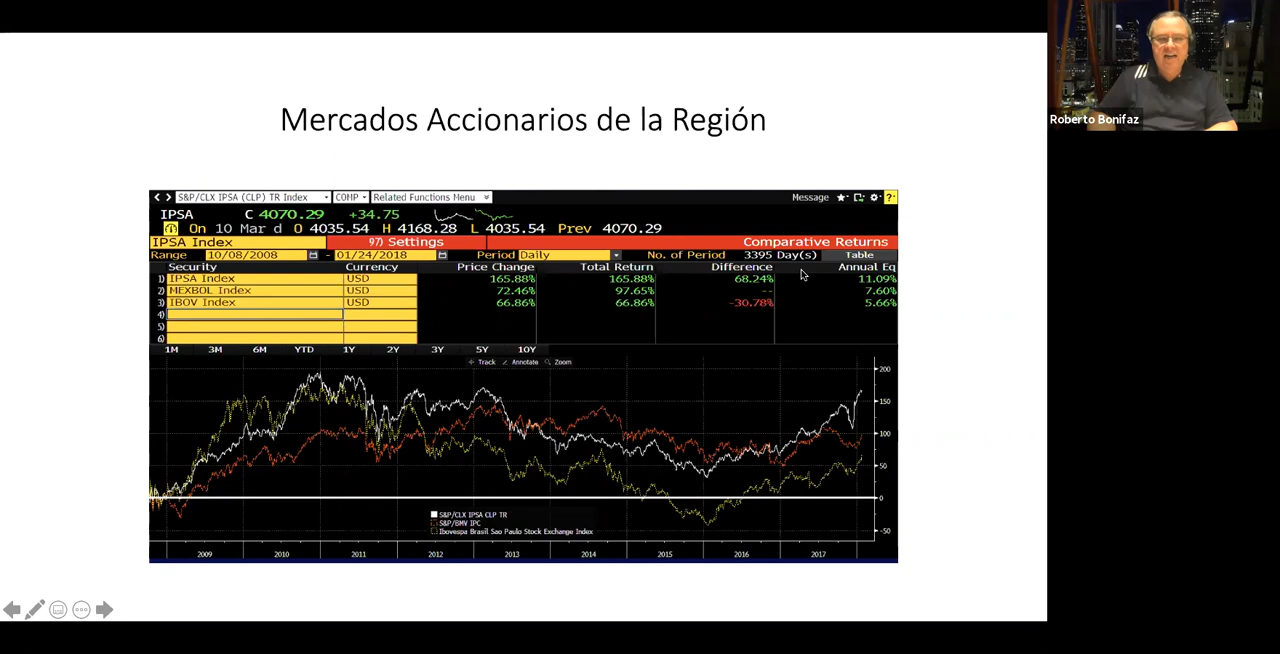 Mercados Accionarios de la Región
S&P/CLX IPSA (CLP) TR Index COMP Related Functions Menu Message
IPSA C 4070.29 +34.75
On 10 Mar d O 4035.54 H 4168.28 L 4035.54 Prev 4070.29
IPSA Index 97) Settings Comparative Returns
Range 10/08/2008 - 01/24/2018 Period Daily No. of Period 3395 Day(s) Table
Security Currency Price Change Total Return Difference Annual Eq
1) IPSA Index USD 165.88% 165.88% 68.24% 11.09%
2) MEXBOL Index USD 72.46% 97.65% -- 7.60%
3) IBOV Index USD 66.86% 66.86% -30.78% 5.66%
4)
5)
6)
1M 3M 6M YTD 1Y 2Y 3Y 5Y 10Y
Track Annotate Zoom
200
150
100
50
0
-50
S&P/CLX IPSA CLP TR
S&P/BMV IPC
Ibovespa Brasil Sao Paulo Stock Exchange Index
2009 2010 2011 2012 2013 2014 2015 2016 2017
Roberto Bonifaz